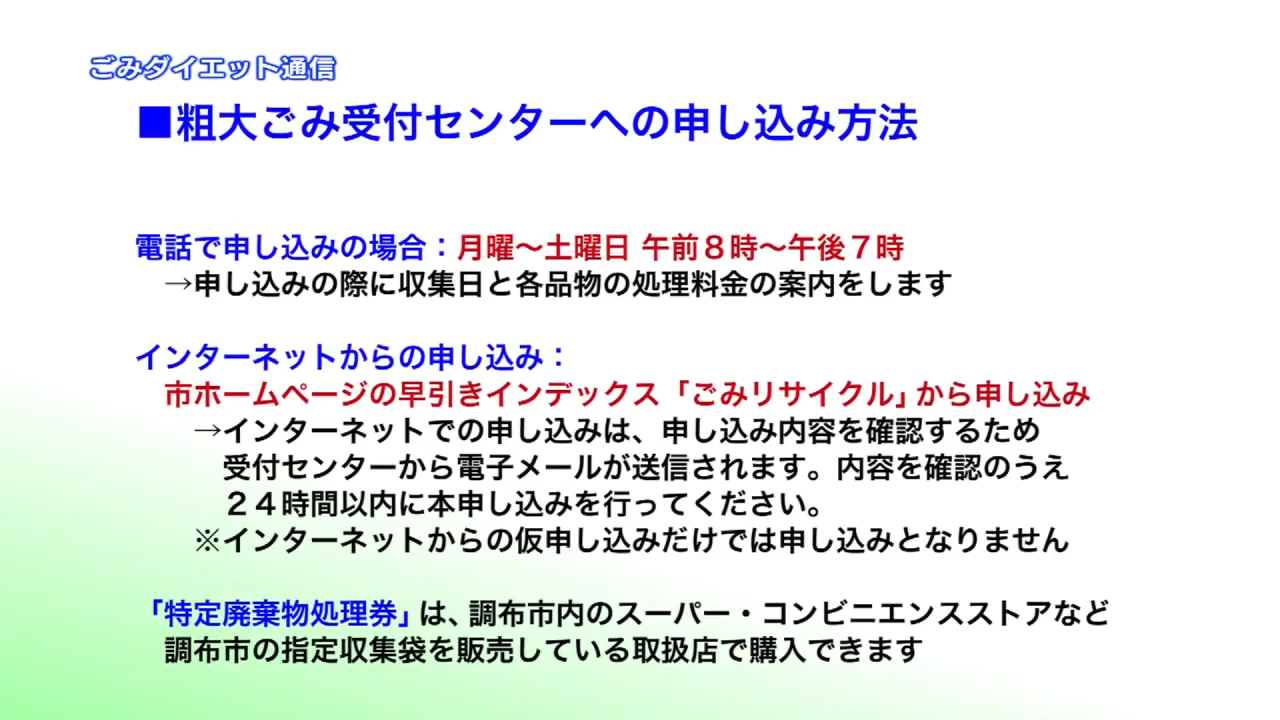 ごみダイエット通信
■粗大ごみ受付センターへの申し込み方法
電話で申し込みの場合：月曜～土曜日 午前８時～午後７時
→申し込みの際に収集日と各品物の処理料金の案内をします
インターネットからの申し込み：
市ホームページの早引きインデックス「ごみリサイクル」から申し込み
→インターネットでの申し込みは、申し込み内容を確認するため
受付センターから電子メールが送信されます。内容を確認のうえ
２４時間以内に本申し込みを行ってください。
※インターネットからの仮申し込みだけでは申し込みとなりません
「特定廃棄物処理券」は、調布市内のスーパー・コンビニエンスストアなど
調布市の指定収集袋を販売している取扱店で購入できます